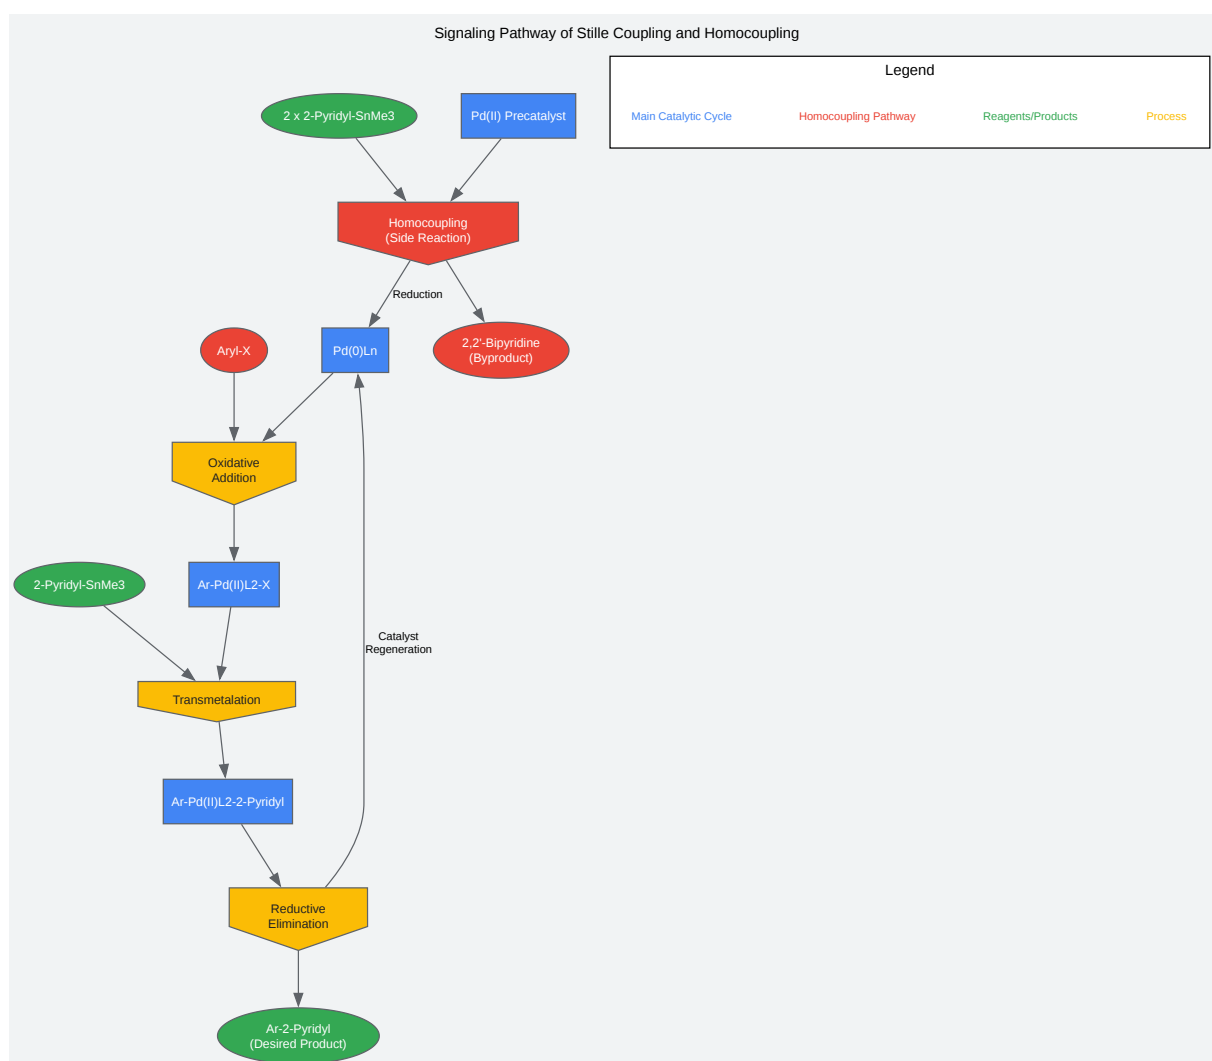 Signaling Pathway of Stille Coupling and Homocoupling
Legend
Main Catalytic Cycle
Homocoupling Pathway
Reagents/Products
Process
2 x 2-Pyridyl-SnMe3
Pd(II) Precatalyst
Homocoupling
(Side Reaction)
Reduction
Aryl-X
Pd(0)Ln
2,2'-Bipyridine
(Byproduct)
Oxidative
Addition
2-Pyridyl-SnMe3
Ar-Pd(II)L2-X
Catalyst
Regeneration
Transmetalation
Ar-Pd(II)L2-2-Pyridyl
Reductive
Elimination
Ar-2-Pyridyl
(Desired Product)